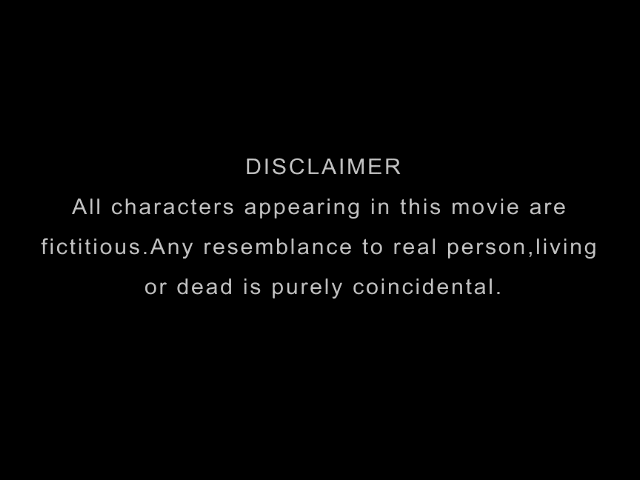 DISCLAIMER
All characters appearing in this movie are
fictitious.Any resemblance to real person,living
or dead is purely coincidental.